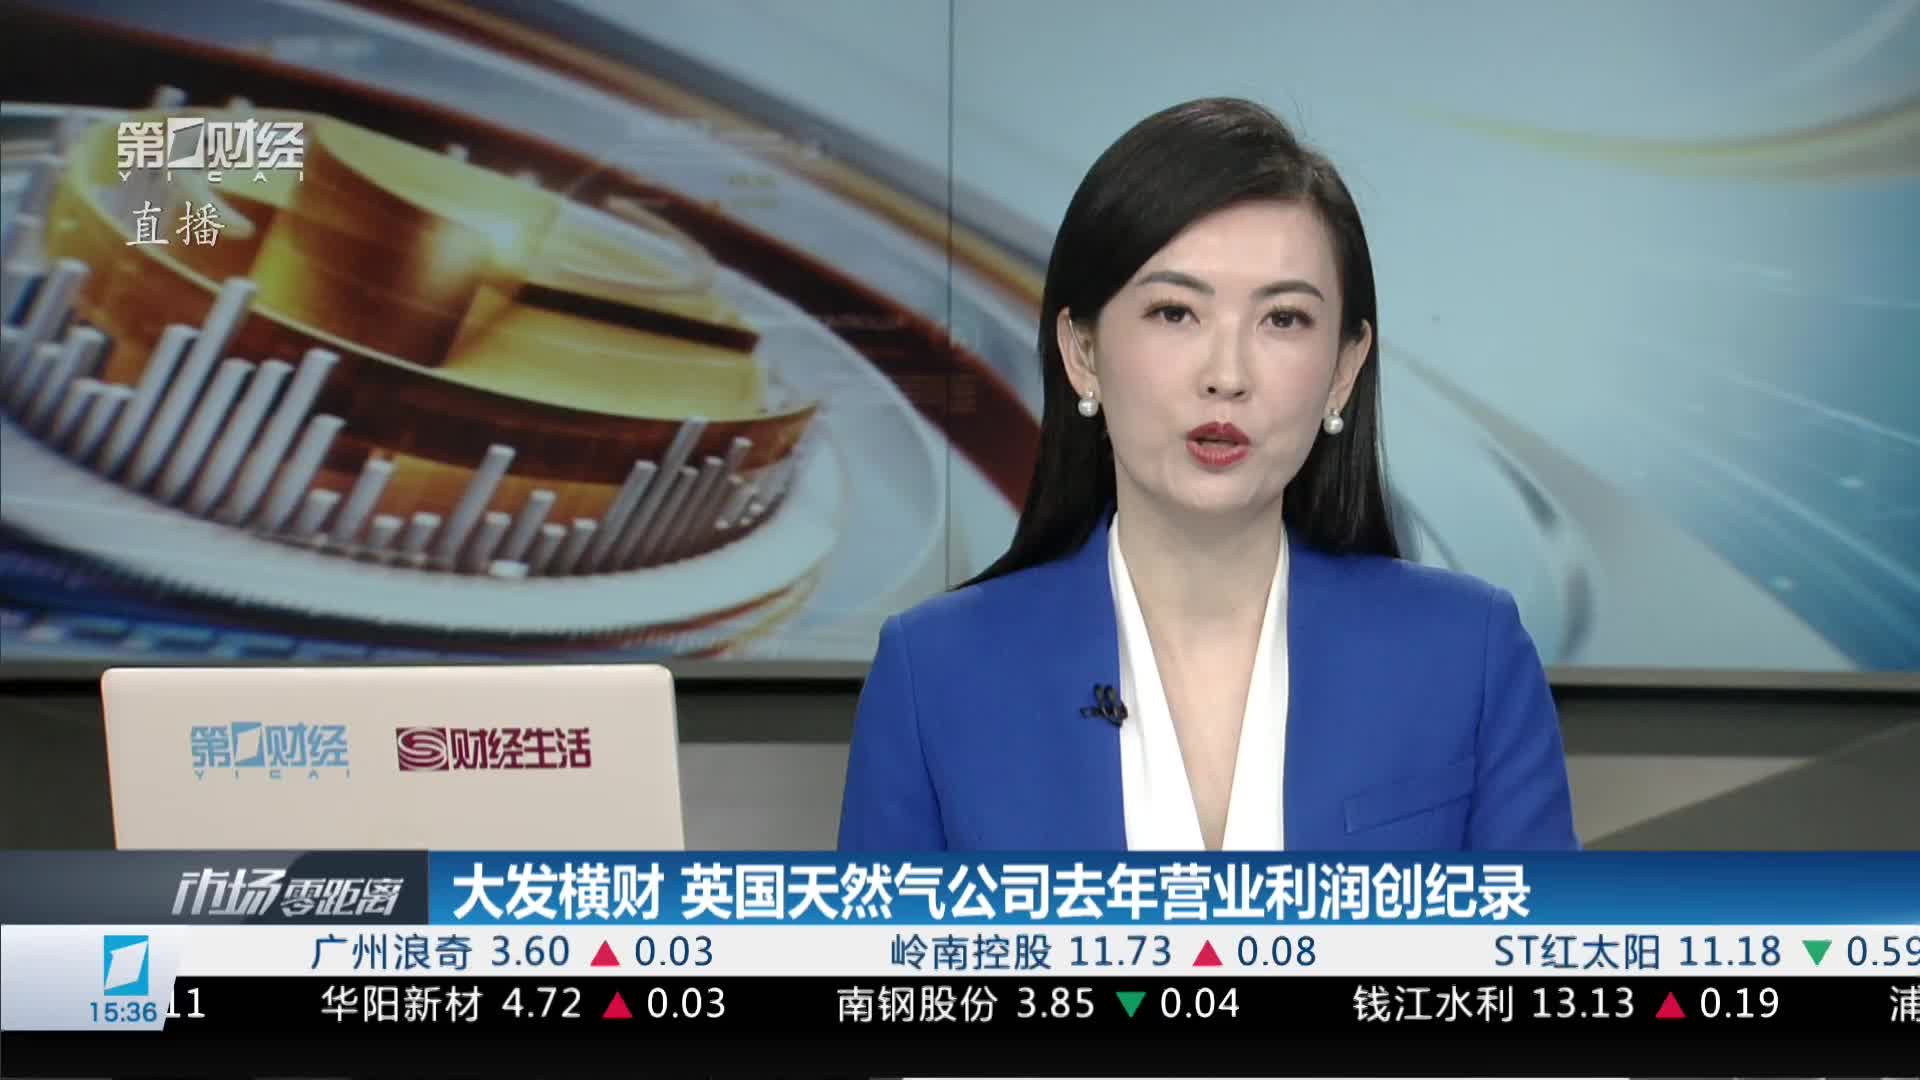 第一财经
YICAI
直播
第一财经
YICAI
财经生活
市场零距离
大发横财 英国天然气公司去年营业利润创纪录
广州浪奇 3.60 ▲ 0.03 岭南控股 11.73 ▲ 0.08 ST红太阳 11.18 ▼ 0.59
15:36
11 华阳新材 4.72 ▲ 0.03 南钢股份 3.85 ▼ 0.04 钱江水利 13.13 ▲ 0.19 浦